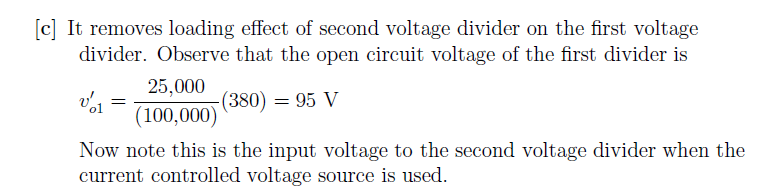 [c] It removes loading effect of second voltage divider on the first voltage
divider. Observe that the open circuit voltage of the first divider is
v′o1 = 25,000/(100,000) (380) = 95 V
Now note this is the input voltage to the second voltage divider when the
current controlled voltage source is used.